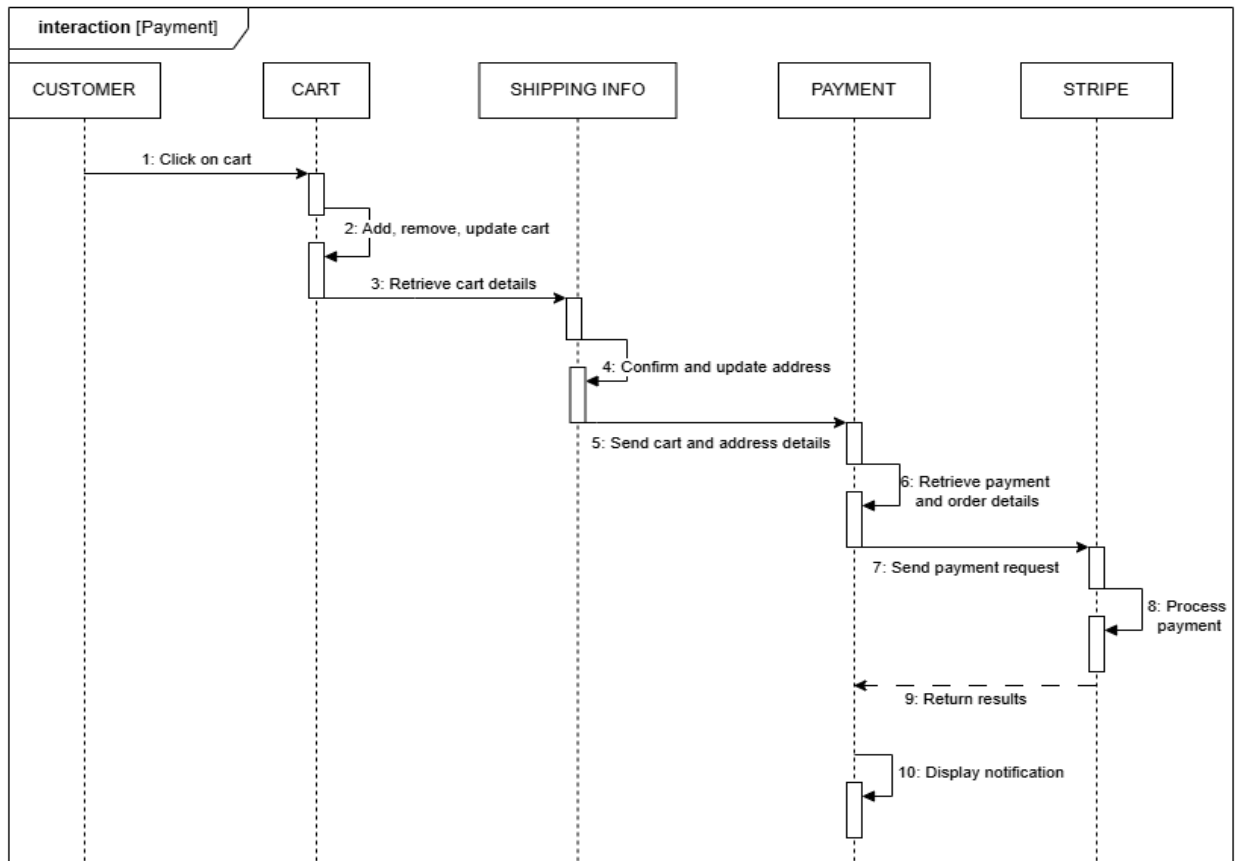 interaction [Payment]
CUSTOMER
CART
SHIPPING INFO
PAYMENT
STRIPE
1: Click on cart
2: Add, remove, update cart
3: Retrieve cart details
4: Confirm and update address
5: Send cart and address details
6: Retrieve payment
and order details
7: Send payment request
8: Process
payment
9: Return results
10: Display notification